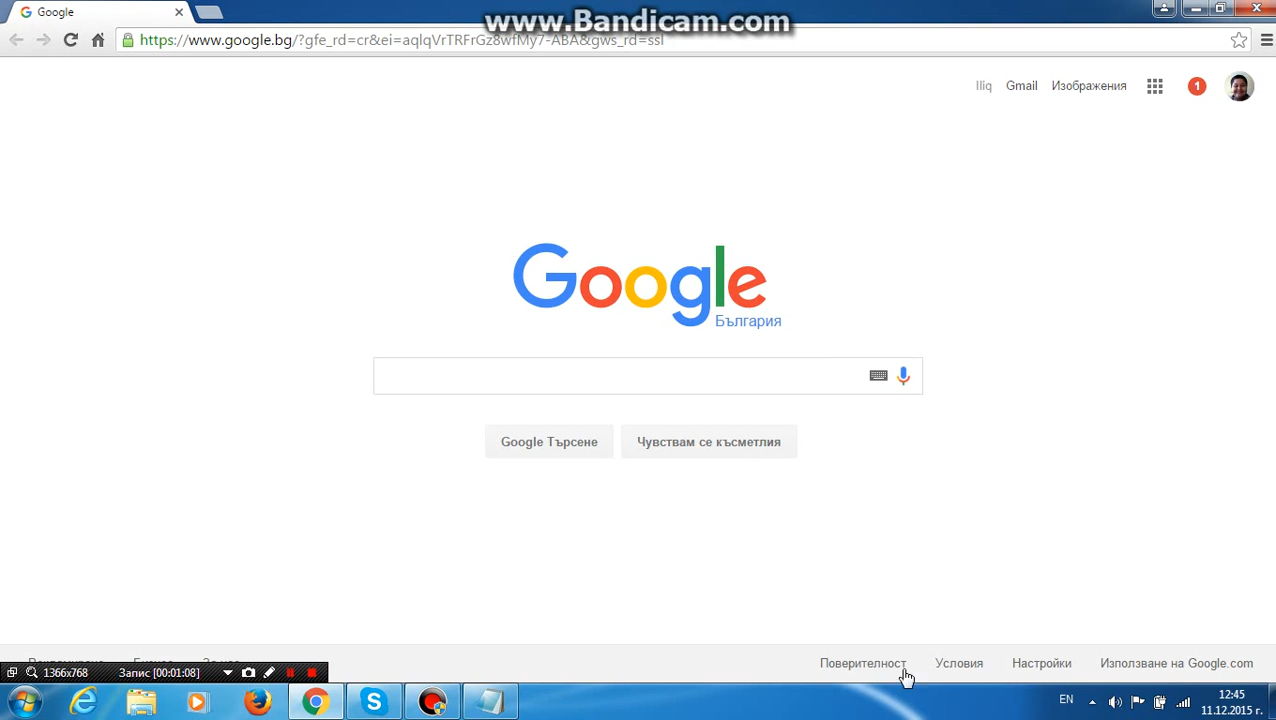 Google
www.Bandicam.com
https://www.google.bg/?gfe_rd=cr&ei=aqlqVrTRFrGz8wfMy7-ABA&gws_rd=ssl
Iliq Gmail Изображения 1
Google
България
Google Търсене Чувствам се късметлия
Поверителност Условия Настройки Използване на Google.com
1366x768 Запис [00:01:08]
EN 12:45
11.12.2015 г.